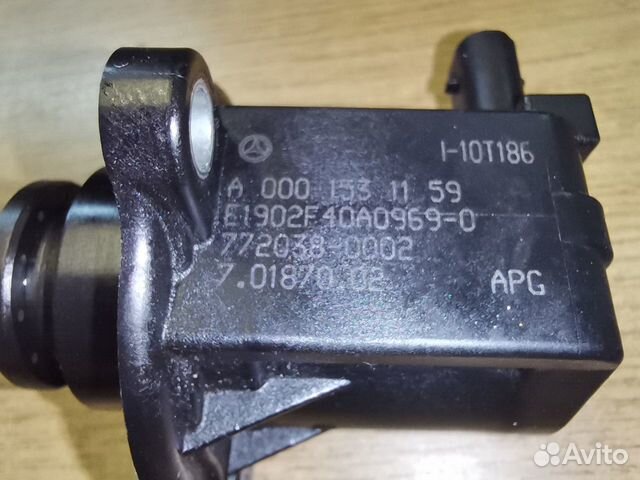 I-10T186
A 000 153 11 59
E1902F40A0969-0
772038-0002
7.01870.02
APG
Avito